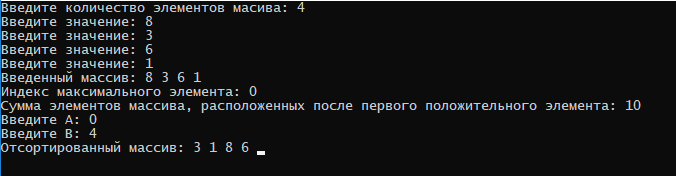 Введите количество элементов масива: 4
Введите значение: 8
Введите значение: 3
Введите значение: 6
Введите значение: 1
Введенный массив: 8 3 6 1
Индекс максимального элемента: 0
Сумма элементов массива, расположенных после первого положительного элемента: 10
Введите A: 0
Введите B: 4
Отсортированный массив: 3 1 8 6